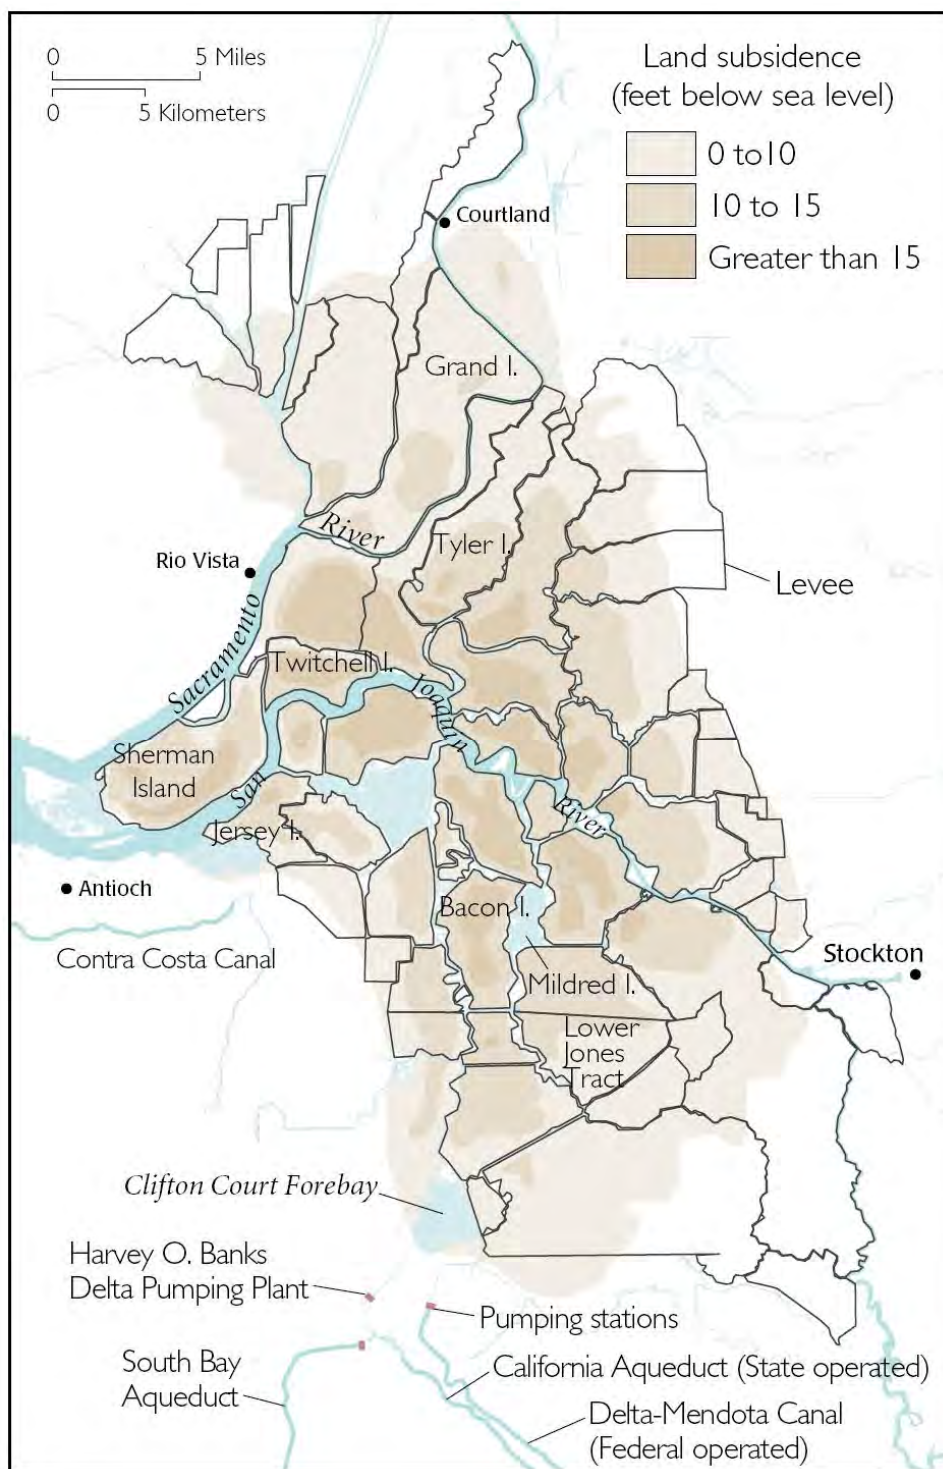 0 5 Miles
0 5 Kilometers
Land subsidence
(feet below sea level)
0 to10
10 to 15
Greater than 15
Courtland
Grand I.
River
Tyler I.
Rio Vista
Levee
Sacramento
Twitchell I.
Joaquan
Sherman
Island
San
River
Jersey I.
Antioch
Bacon I.
Contra Costa Canal
Stockton
Mildred I.
Lower
Jones
Tract
Clifton Court Forebay
Harvey O. Banks
Delta Pumping Plant
Pumping stations
South Bay
Aqueduct
California Aqueduct (State operated)
Delta-Mendota Canal
(Federal operated)